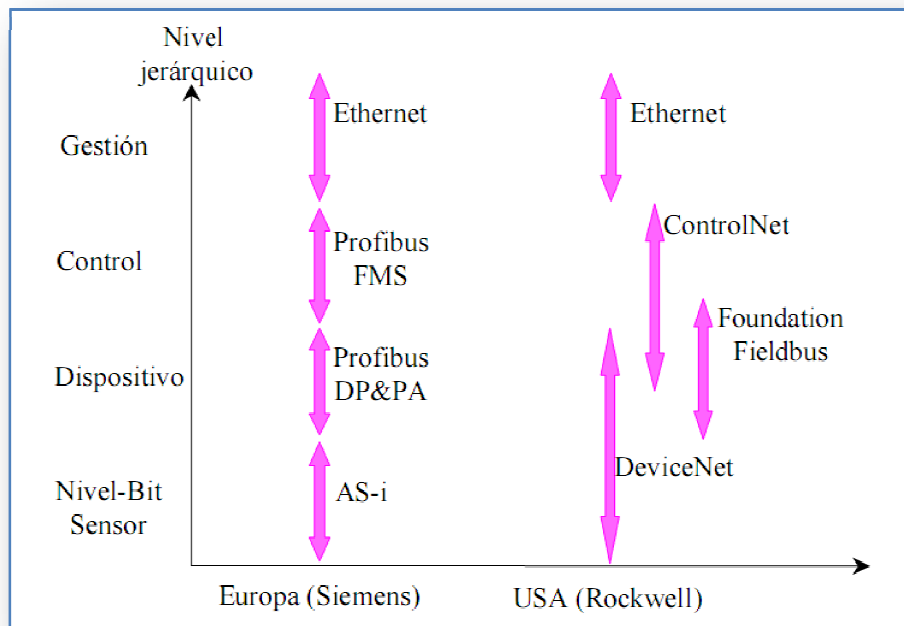 Nivel
jerárquico
Ethernet
Ethernet
Gestión
ControlNet
Control
Profibus
FMS
Foundation
Fieldbus
Dispositivo
Profibus
DP&PA
DeviceNet
Nivel-Bit
Sensor
AS-i
Europa (Siemens)
USA (Rockwell)